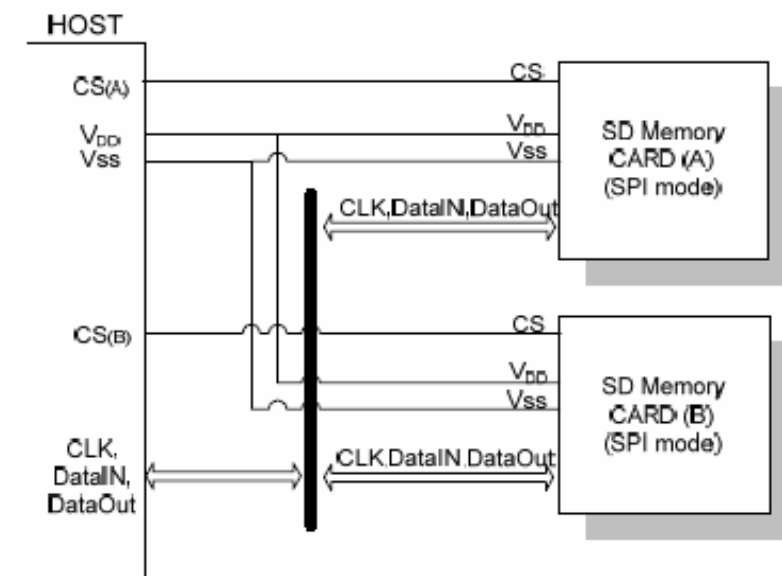 HOST
CS(A)
VDD
Vss
CS
VDD
Vss
SD Memory
CARD (A)
(SPI mode)
CLK,DataIN,DataOut
CS(B)
CS
VDD
Vss
SD Memory
CARD (B)
(SPI mode)
CLK,
DataIN,
DataOut
CLK,DataIN,DataOut